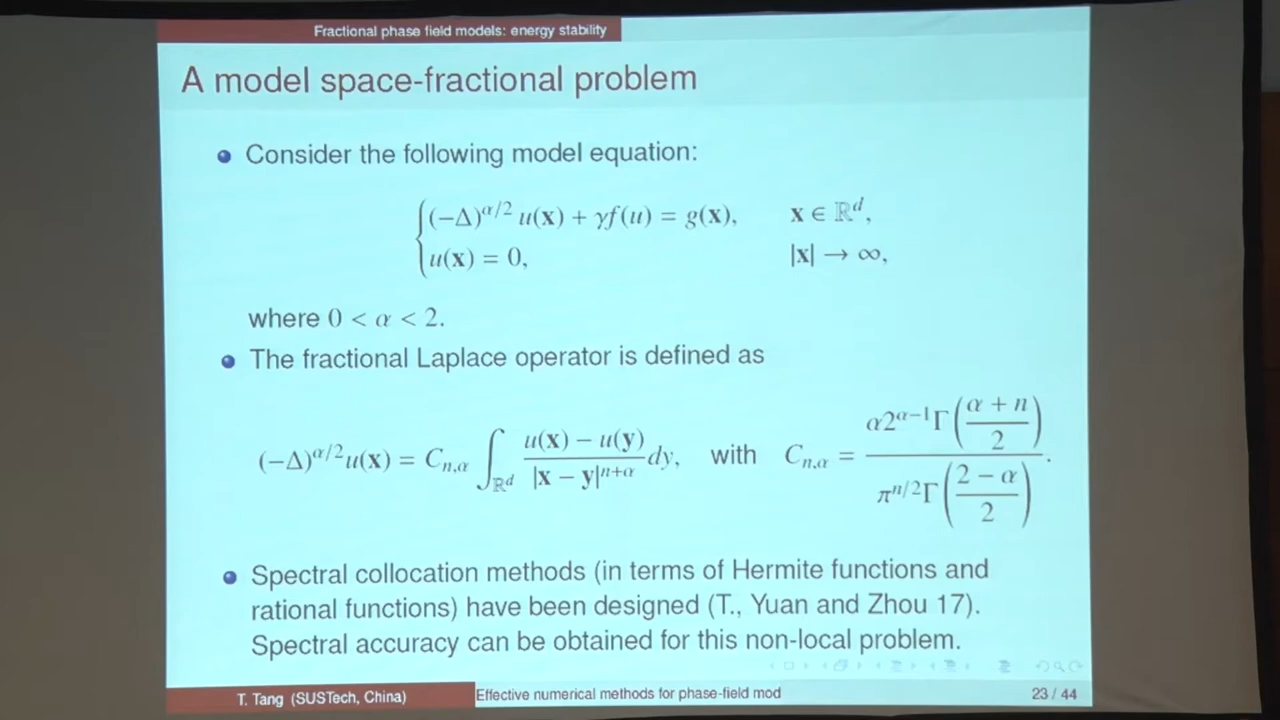 Fractional phase field models: energy stability
A model space-fractional problem
Consider the following model equation:
(−Δ)^{α/2} u(x) + γf(u) = g(x), x ∈ ℝ^d,
u(x) = 0, |x| → ∞,
where 0 < α < 2.
The fractional Laplace operator is defined as
(−Δ)^{α/2} u(x) = C_{n,α} ∫_{ℝ^d} \frac{u(x) − u(y)}{|x − y|^{n+α}} dy, with C_{n,α} = \frac{α2^{α−1}Γ(\frac{α + n}{2})}{π^{n/2}Γ(\frac{2 − α}{2})}.
Spectral collocation methods (in terms of Hermite functions and
rational functions) have been designed (T., Yuan and Zhou 17).
Spectral accuracy can be obtained for this non-local problem.
T. Tang (SUSTech, China) Effective numerical methods for phase-field mod 23 / 44